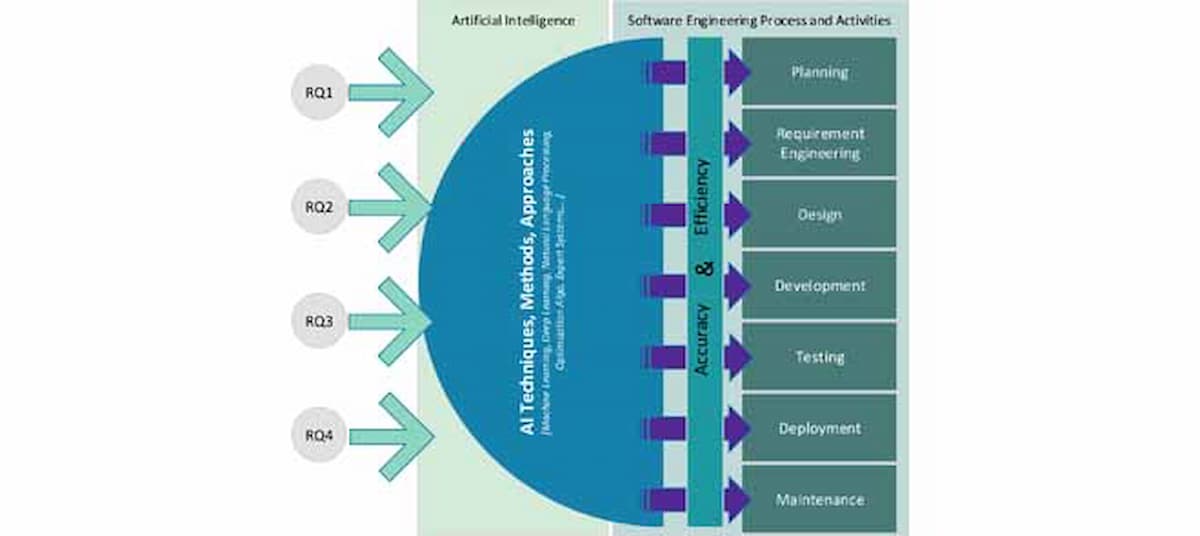 Artificial Intelligence
Software Engineering Process and Activities
RQ1
RQ2
RQ3
RQ4
AI Techniques, Methods, Approaches
[Machine Learning, Deep Learning, Natural Language Processing,
Optimization Algo, Expert Systems,...]
Accuracy & Efficiency
Planning
Requirement
Engineering
Design
Development
Testing
Deployment
Maintenance